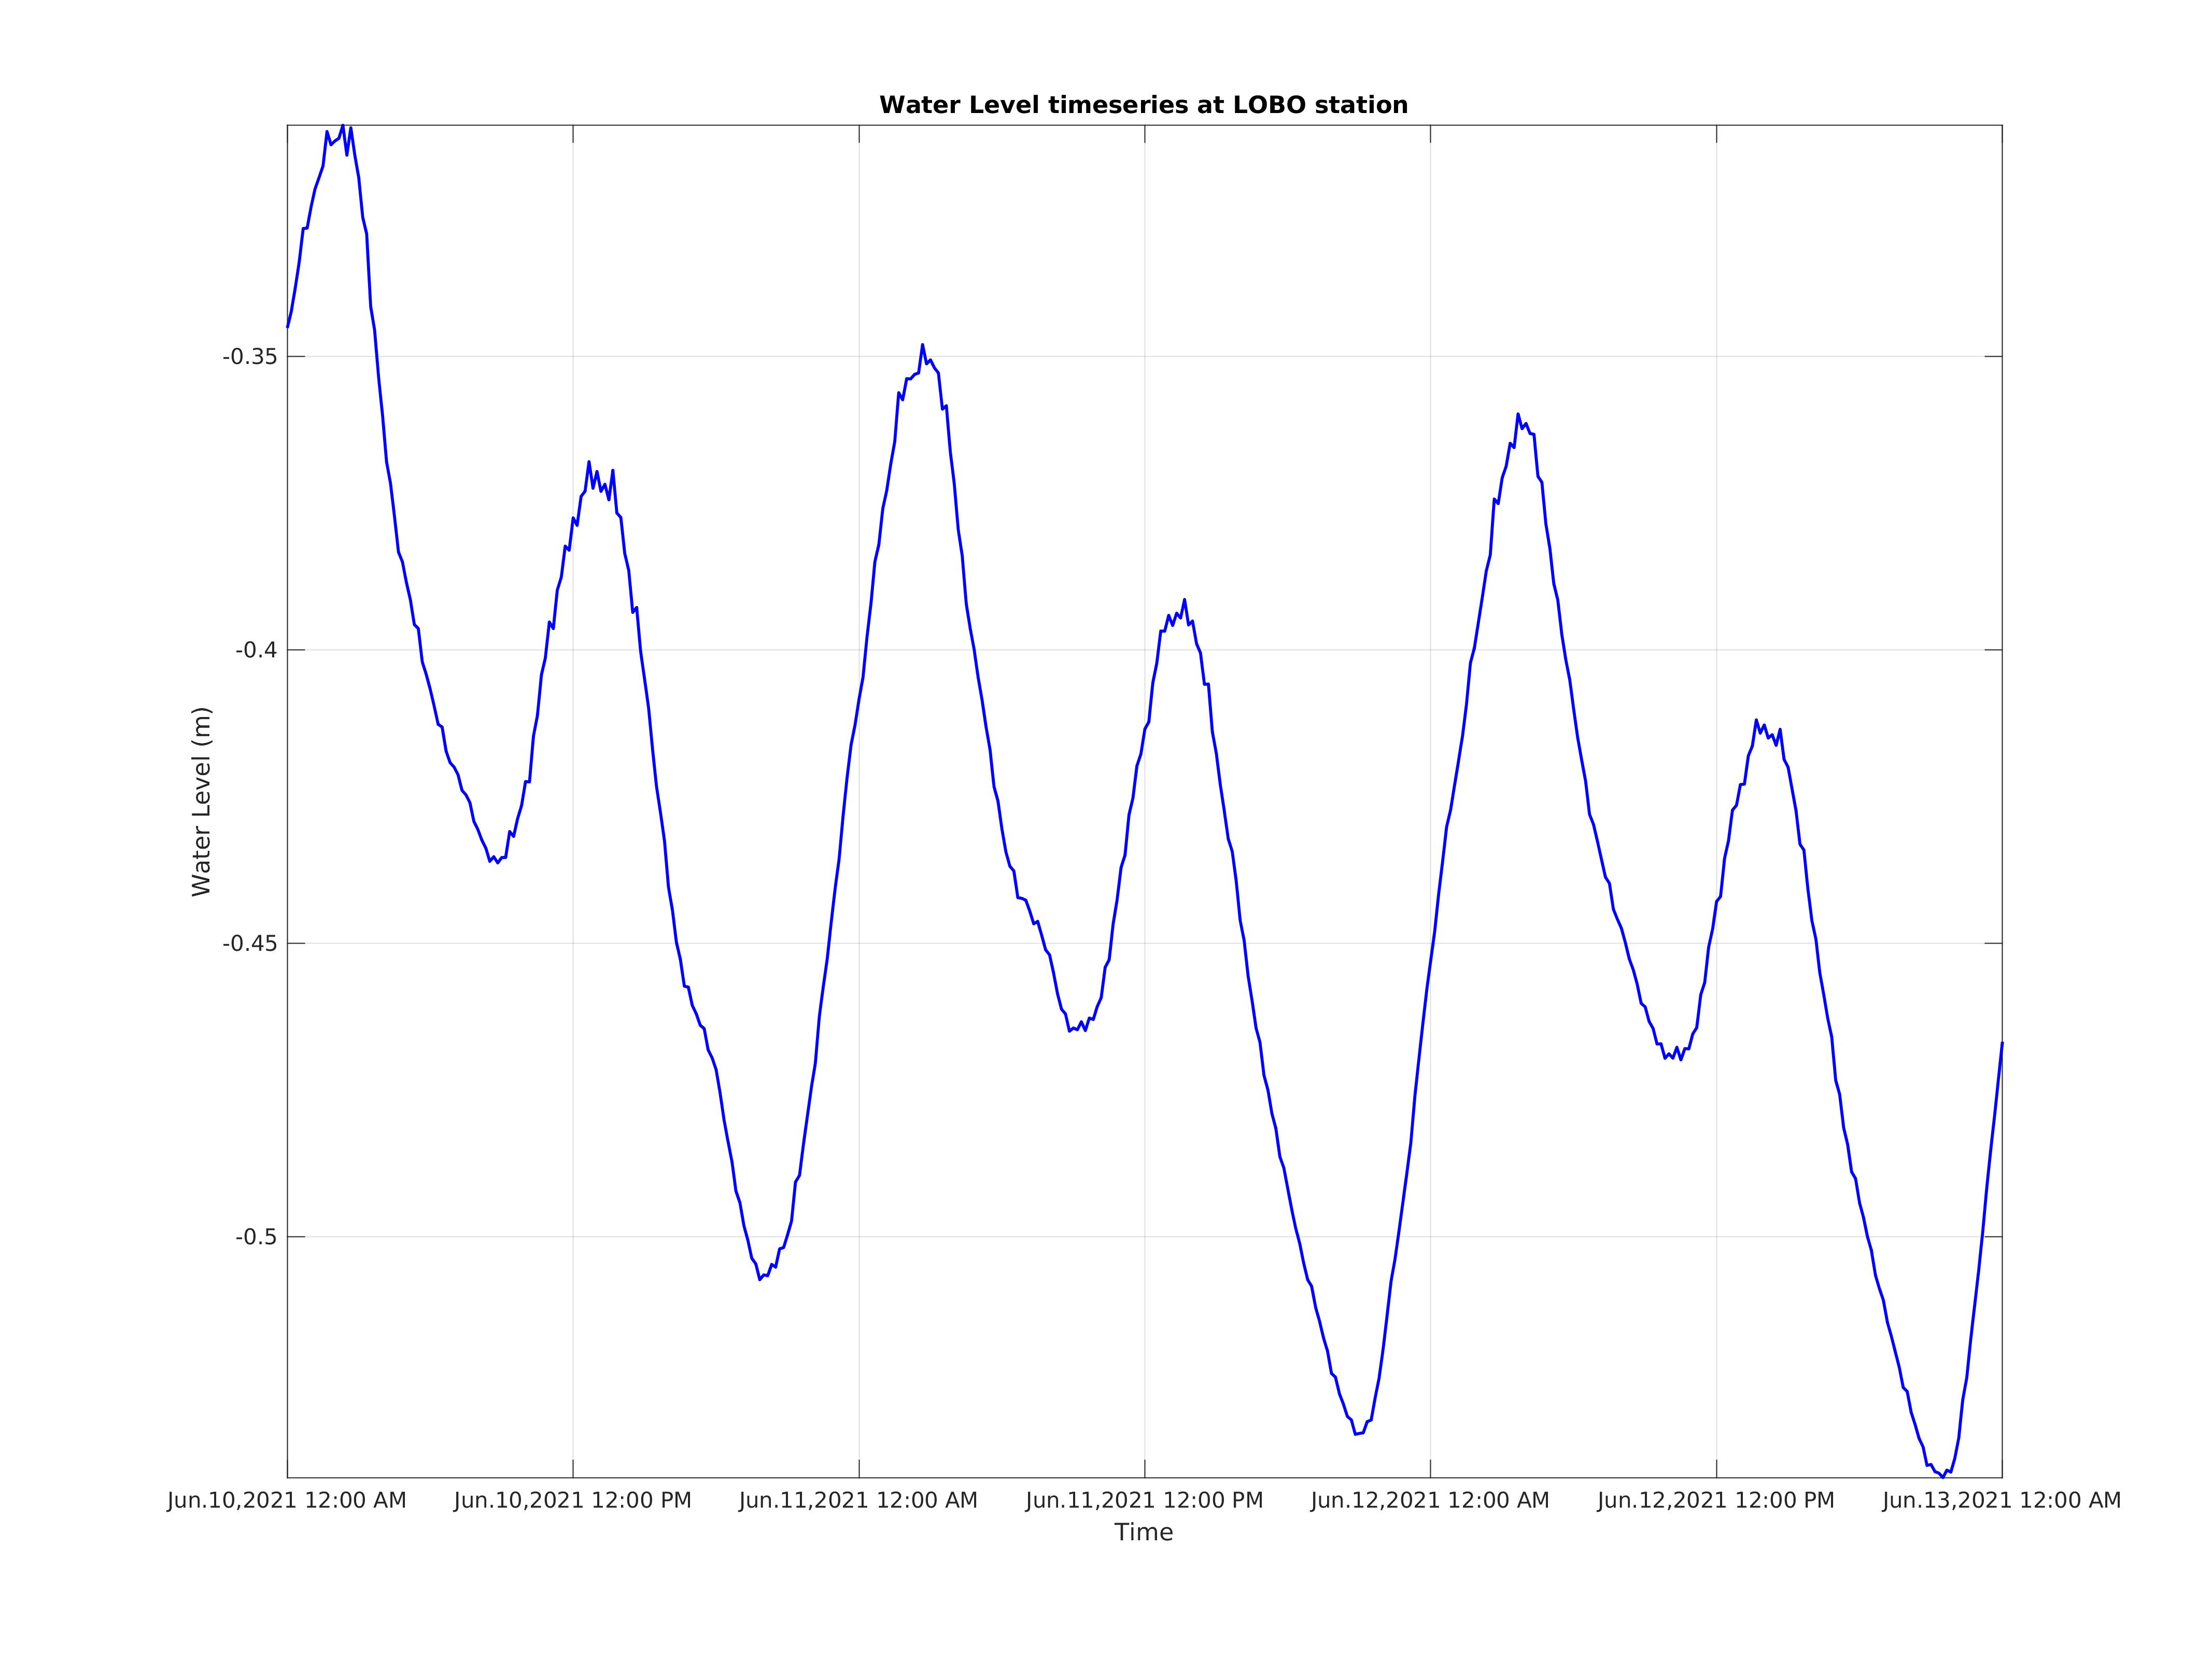 Water Level timeseries at LOBO station
-0.35
-0.4
-0.45
-0.5
Water Level (m)
Jun.10,2021 12:00 AM
Jun.10,2021 12:00 PM
Jun.11,2021 12:00 AM
Jun.11,2021 12:00 PM
Jun.12,2021 12:00 AM
Jun.12,2021 12:00 PM
Jun.13,2021 12:00 AM
Time